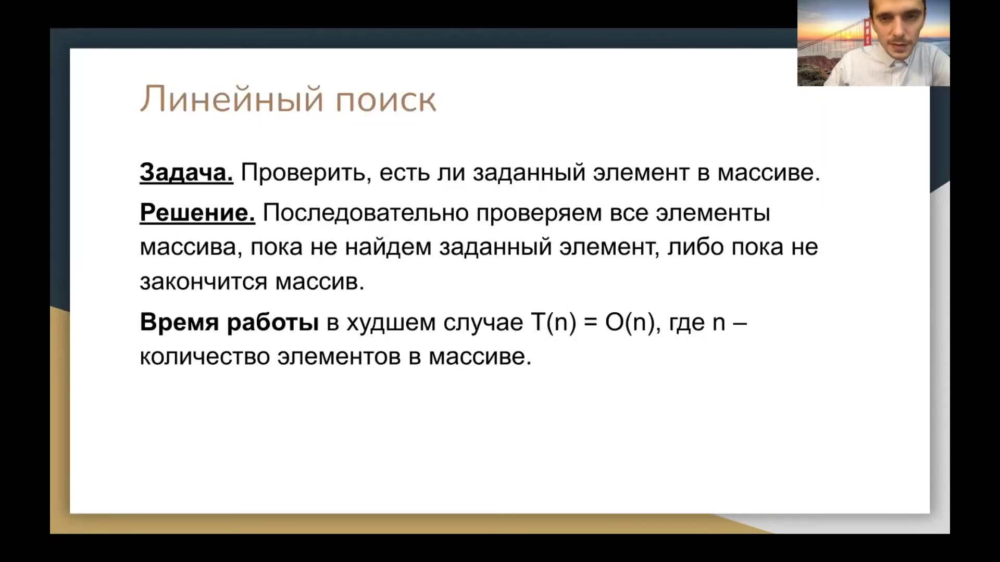 Линейный поиск
Задача. Проверить, есть ли заданный элемент в массиве.
Решение. Последовательно проверяем все элементы
массива, пока не найдем заданный элемент, либо пока не
закончится массив.
Время работы в худшем случае T(n) = O(n), где n –
количество элементов в массиве.